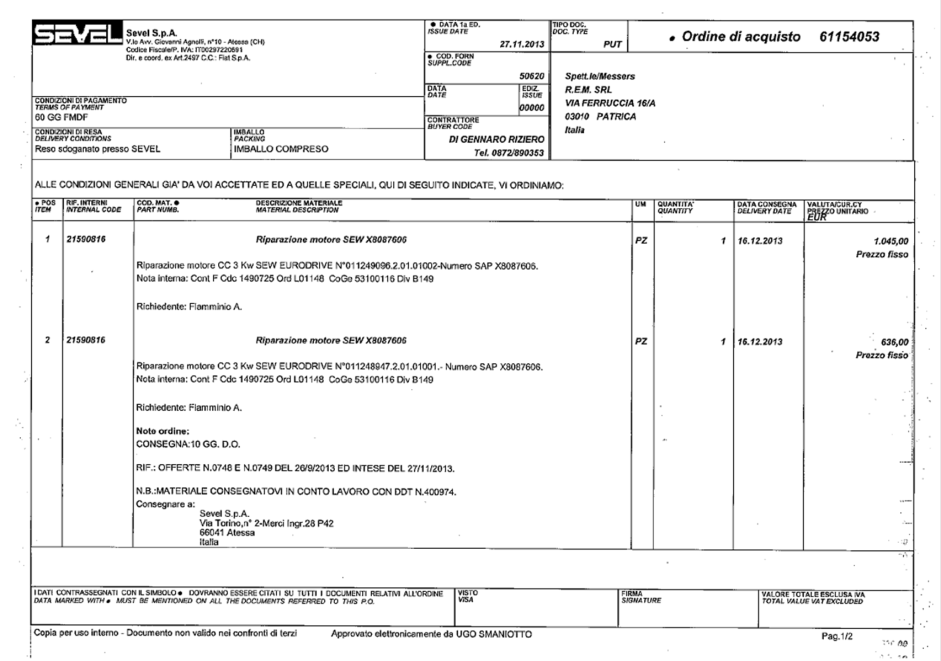 SEVEL
Sevel S.p.A.
V.le Avv. Giovanni Agnelli, n°10 - Atessa (CH)
Codice Fiscale/P. IVA: IT00297220691
Dir. e coord. ex Art.2497 C.C.: Fiat S.p.A.
CONDIZIONI DI PAGAMENTO
TERMS OF PAYMENT
60 GG FMDF
CONDIZIONI DI RESA
DELIVERY CONDITIONS
Reso sdoganato presso SEVEL
IMBALLO
PACKING
IMBALLO COMPRESO
● DATA 1a ED.
ISSUE DATE
27.11.2013
● COD. FORN
SUPPL.CODE
50620
DATA
DATE
EDIZ.
ISSUE
00000
CONTRATTORE
BUYER CODE
DI GENNARO RIZIERO
Tel. 0872/890353
TIPO DOC.
DOC. TYPE
PUT
● Ordine di acquisto 61154053
Spett.le/Messers
R.E.M. SRL
VIA FERRUCCIA 16/A
03010 PATRICA
Italia
ALLE CONDIZIONI GENERALI GIA' DA VOI ACCETTATE ED A QUELLE SPECIALI, QUI DI SEGUITO INDICATE, VI ORDINIAMO:
● POS RIF. INTERNI COD. MAT. ● DESCRIZIONE MATERIALE UM QUANTITA' DATA CONSEGNA VALUTA/CUR.CY
ITEM INTERNAL CODE PART NUMB. MATERIAL DESCRIPTION QUANTITY DELIVERY DATE PREZZO UNITARIO
EUR
1 21590816 Riparazione motore SEW X8087606 PZ 1 16.12.2013 1.045,00
Prezzo fisso
Riparazione motore CC 3 Kw SEW EURODRIVE N°011249096.2.01.01002-Numero SAP X8087606.
Nota interna: Cont F Cdc 1490725 Ord L01148 CoGe 53100116 Div B149
Richiedente: Fiamminio A.
2 21590816 Riparazione motore SEW X8087606 PZ 1 16.12.2013 636,00
Prezzo fisso
Riparazione motore CC 3 Kw SEW EURODRIVE N°011248947.2.01.01001.- Numero SAP X8087606.
Nota interna: Cont F Cdc 1490725 Ord L01148 CoGe 53100116 Div B149
Richiedente: Fiamminio A.
Note ordine:
CONSEGNA:10 GG. D.O.
RIF.: OFFERTE N.0748 E N.0749 DEL 26/9/2013 ED INTESE DEL 27/11/2013.
N.B.:MATERIALE CONSEGNATOVI IN CONTO LAVORO CON DDT N.400974.
Consegnare a:
Sevel S.p.A.
Via Torino,n° 2-Merci Ingr.28 P42
66041 Atessa
Italia
I DATI CONTRASSEGNATI CON IL SIMBOLO ● DOVRANNO ESSERE CITATI SU TUTTI I DOCUMENTI RELATIVI ALL'ORDINE
DATA MARKED WITH ● MUST BE MENTIONED ON ALL THE DOCUMENTS REFERRED TO THIS P.O.
VISTO
VISA
FIRMA
SIGNATURE
VALORE TOTALE ESCLUSA IVA
TOTAL VALUE VAT EXCLUDED
Copia per uso interno - Documento non valido nei confronti di terzi Approvato elettronicamente da UGO SMANIOTTO Pag.1/2